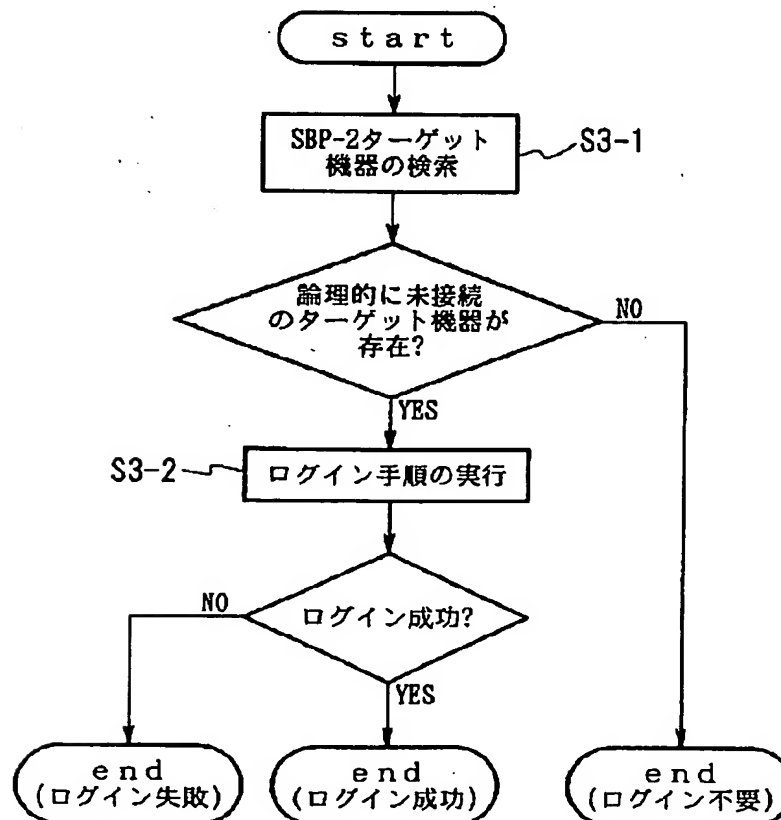 start
SBP-2ターゲット
機器の検索
S3-1
論理的に未接続
のターゲット機器が
存在?
NO
YES
S3-2
ログイン手順の実行
ログイン成功?
NO
YES
end
(ログイン失敗)
end
(ログイン成功)
end
(ログイン不要)